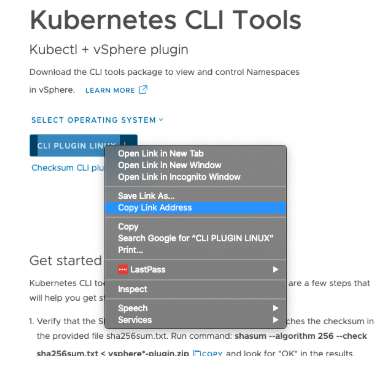 Kubernetes CLI Tools
Kubectl + vSphere plugin
Download the CLI tools package to view and control Namespaces
in vSphere. LEARN MORE
SELECT OPERATING SYSTEM
CLI PLUGIN LINUX
Checksum CLI plu
Open Link in New Tab
Open Link in New Window
Open Link in Incognito Window
Save Link As...
Copy Link Address
Copy
Search Google for “CLI PLUGIN LINUX”
Print...
LastPass
Inspect
Speech
Services
Get started
Kubernetes CLI too are a few steps that
will help you get s
1. Verify that the S ches the checksum in
the provided file sha256sum.txt. Run command: shasum --algorithm 256 --check
sha256sum.txt < vsphere*-plugin.zip copy and look for "OK" in the results